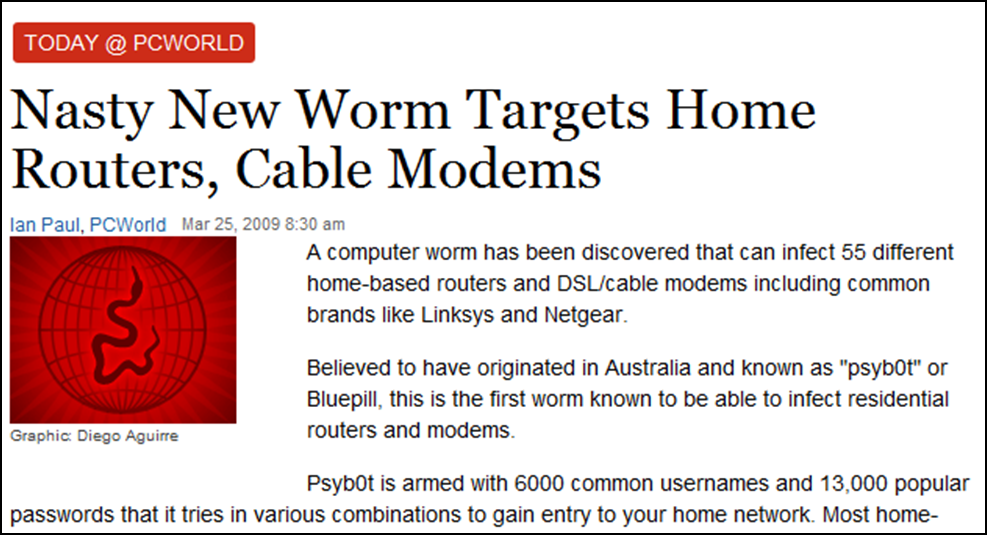 TODAY @ PCWORLD
Nasty New Worm Targets Home
Routers, Cable Modems
Ian Paul, PCWorld Mar 25, 2009 8:30 am
A computer worm has been discovered that can infect 55 different
home-based routers and DSL/cable modems including common
brands like Linksys and Netgear.
Graphic: Diego Aguirre
Believed to have originated in Australia and known as "psyb0t" or
Bluepill, this is the first worm known to be able to infect residential
routers and modems.
Psyb0t is armed with 6000 common usernames and 13,000 popular
passwords that it tries in various combinations to gain entry to your home network. Most home-